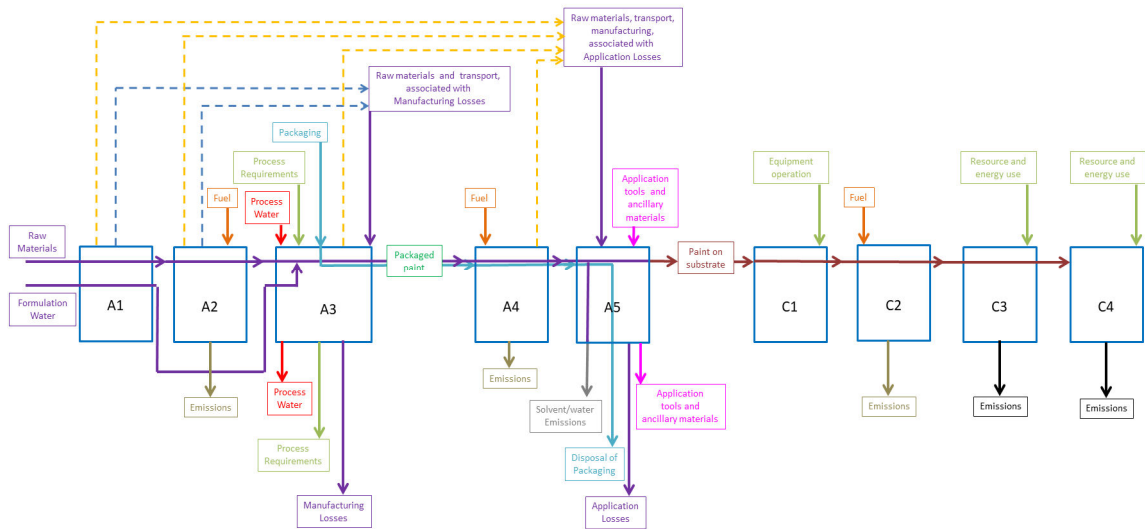 Raw materials, transport,
manufacturing,
associated with
Application Losses
Raw materials and transport,
associated with
Manufacturing Losses
Packaging
Process
Requirements
Fuel
Process
Water
Fuel
Application
tools and
ancillary
materials
Equipment
operation
Fuel
Resource and
energy use
Resource and
energy use
Raw
Materials
Formulation
Water
Packaged
paint
Paint on
substrate
A1
A2
A3
A4
A5
C1
C2
C3
C4
Emissions
Process
Water
Process
Requirements
Manufacturing
Losses
Emissions
Solvent/water
Emissions
Application
tools and
ancillary materials
Disposal of
Packaging
Application
Losses
Emissions
Emissions
Emissions